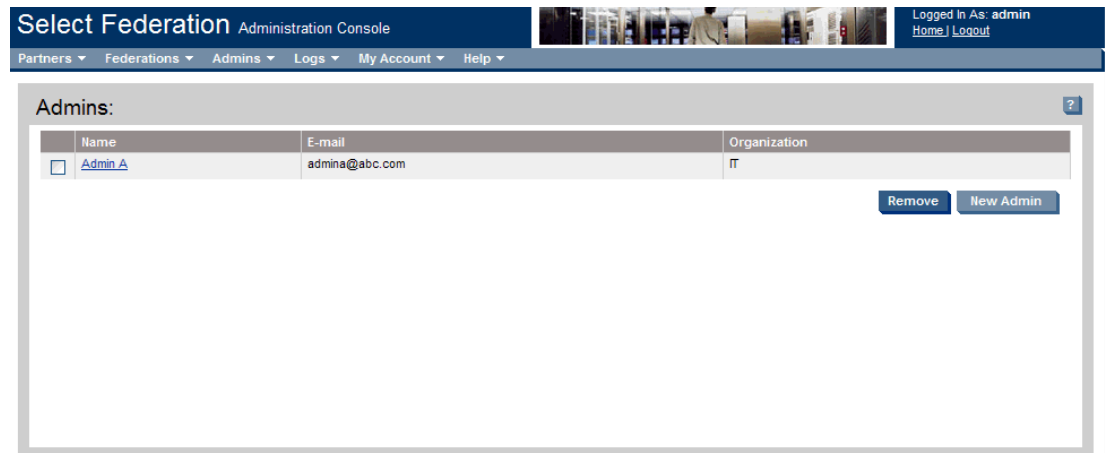 Select Federation Administration Console
Logged In As: admin
Home | Logout
Partners Federations Admins Logs My Account Help
Admins:
?
Name E-mail Organization
Admin A admina@abc.com IT
Remove New Admin